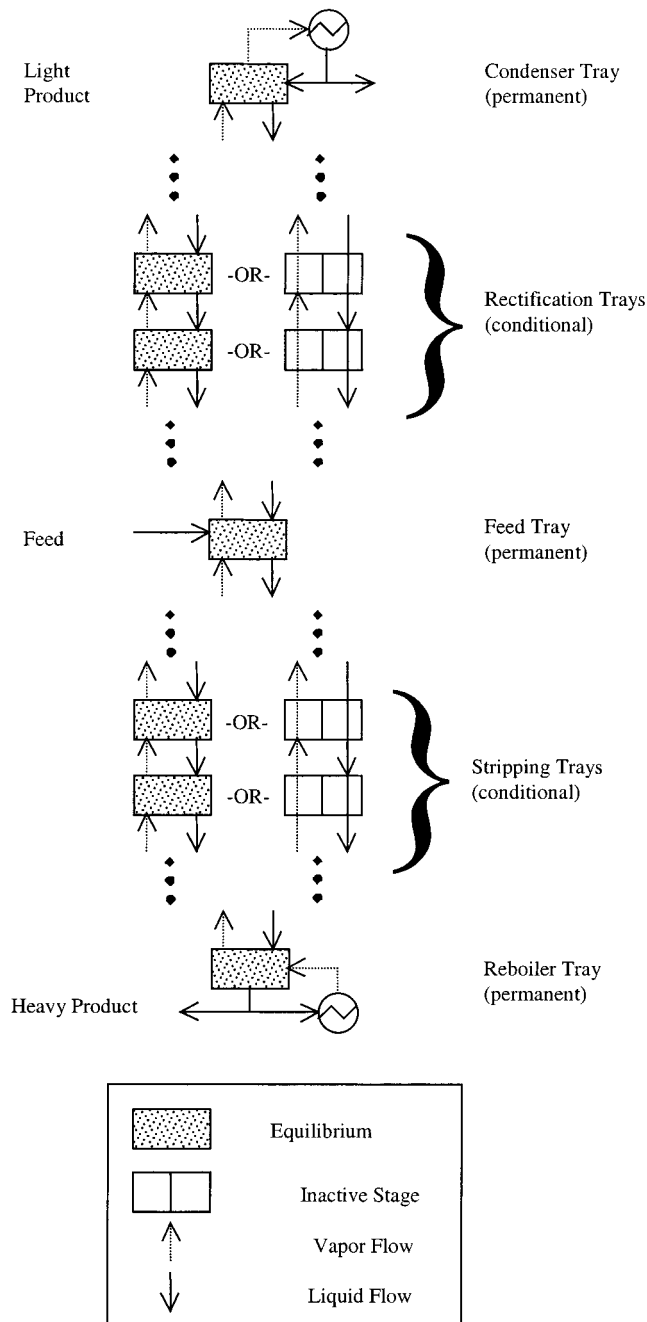 Light
Product
Condenser Tray
(permanent)
-OR-
-OR-
Rectification Trays
(conditional)
Feed
Feed Tray
(permanent)
-OR-
-OR-
Stripping Trays
(conditional)
Heavy Product
Reboiler Tray
(permanent)
Equilibrium
Inactive Stage
Vapor Flow
Liquid Flow